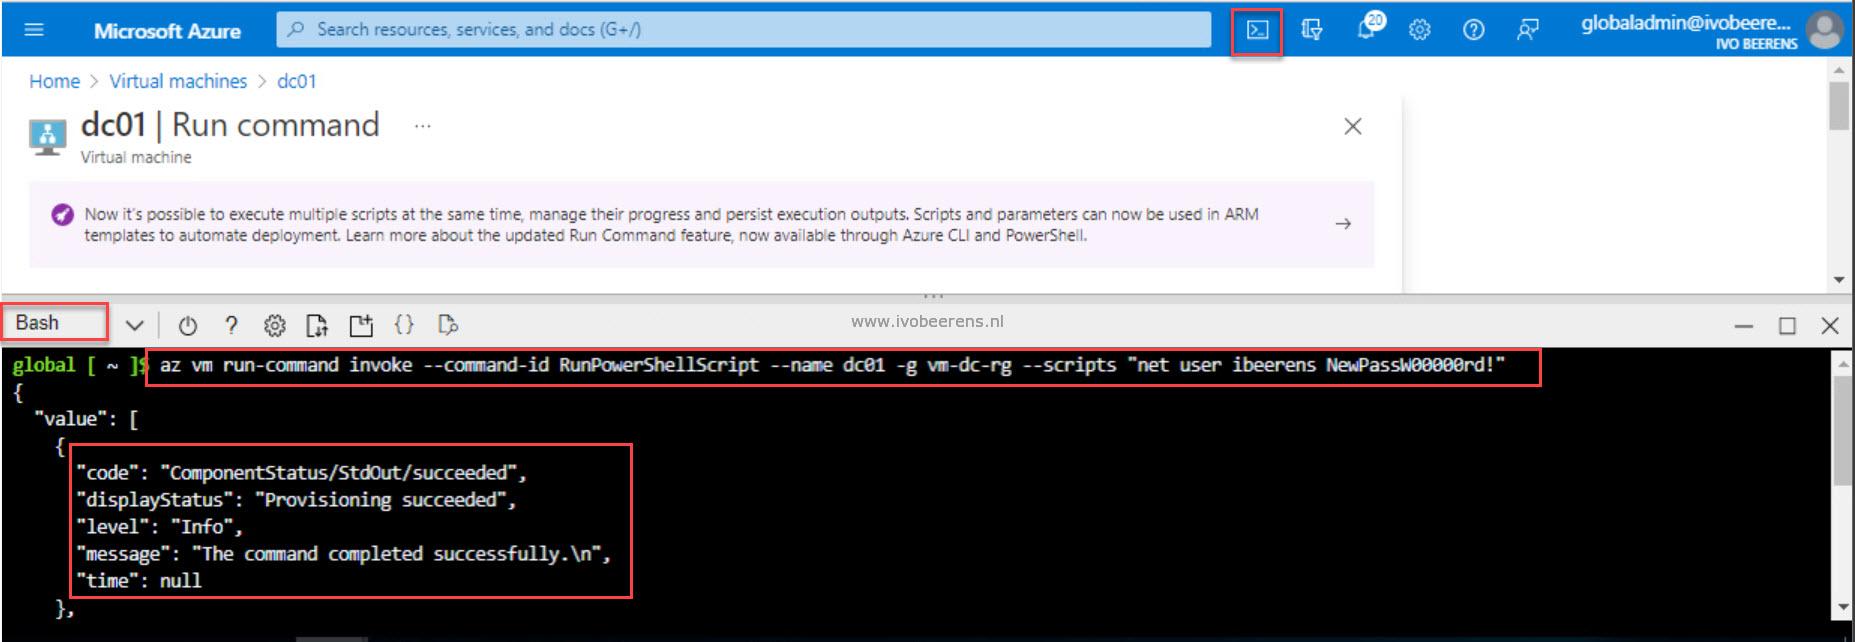 Microsoft Azure
Search resources, services, and docs (G+/)
20
globaladmin@ivobeere...
IVO BEERENS
Home > Virtual machines > dc01
dc01 | Run command ...
Virtual machine
Now it's possible to execute multiple scripts at the same time, manage their progress and persist execution outputs. Scripts and parameters can now be used in ARM
templates to automate deployment. Learn more about the updated Run Command feature, now available through Azure CLI and PowerShell.
Bash
www.ivobeerens.nl
global [ ~ ]$ az vm run-command invoke --command-id RunPowerShellScript --name dc01 -g vm-dc-rg --scripts "net user ibeerens NewPassW00000rd!"
{
"value": [
{
"code": "ComponentStatus/StdOut/succeeded",
"displayStatus": "Provisioning succeeded",
"level": "Info",
"message": "The command completed successfully.\n",
"time": null
},